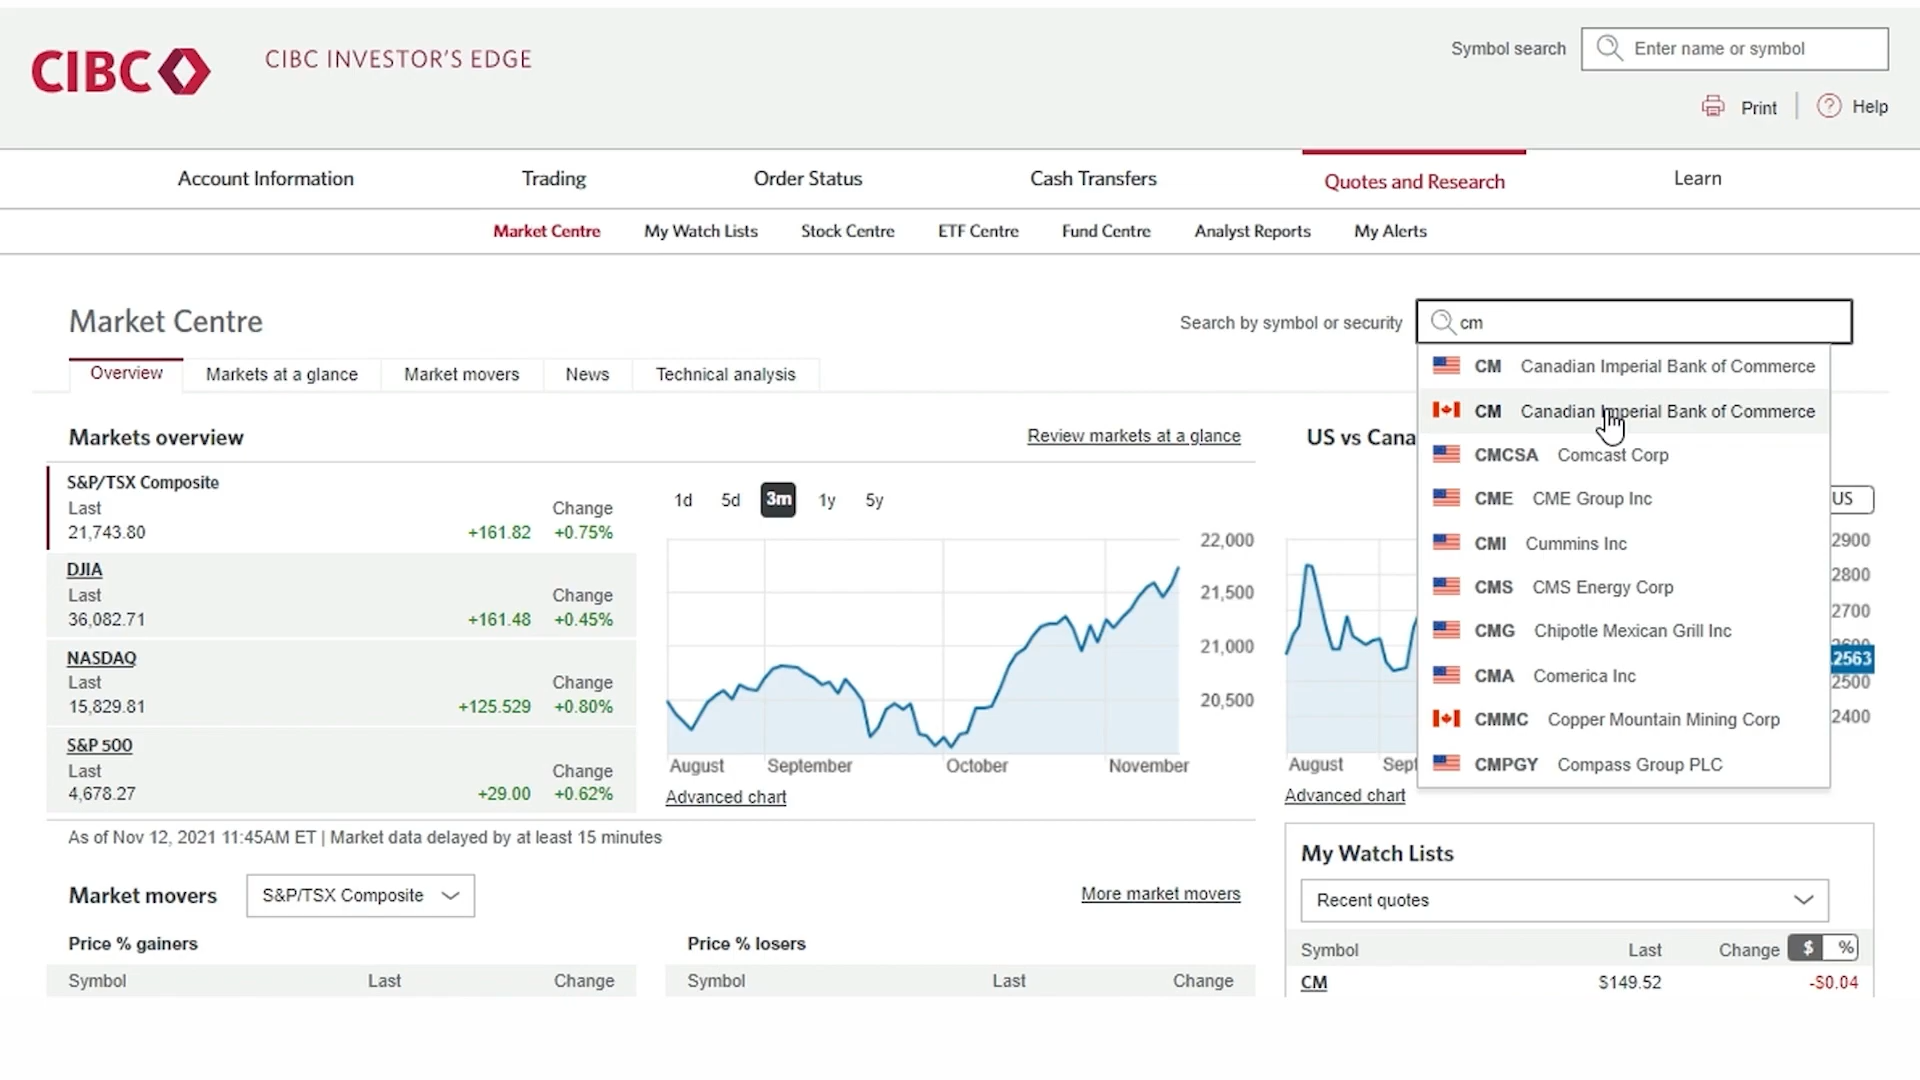 CIBC
CIBC INVESTOR'S EDGE
Symbol search
Enter name or symbol
Print
Help
Account Information
Trading
Order Status
Cash Transfers
Quotes and Research
Learn
Market Centre
My Watch Lists
Stock Centre
ETF Centre
Fund Centre
Analyst Reports
My Alerts
Market Centre
Search by symbol or security
cm
CM Canadian Imperial Bank of Commerce
CM Canadian Imperial Bank of Commerce
CMCSA Comcast Corp
CME CME Group Inc
CMI Cummins Inc
CMS CMS Energy Corp
CMG Chipotle Mexican Grill Inc
CMA Comerica Inc
CMMC Copper Mountain Mining Corp
CMPGY Compass Group PLC
Overview
Markets at a glance
Market movers
News
Technical analysis
Markets overview
Review markets at a glance
S&P/TSX Composite
Last Change
21,743.80 +161.82 +0.75%
DJIA
Last Change
36,082.71 +161.48 +0.45%
NASDAQ
Last Change
15,829.81 +125.529 +0.80%
S&P 500
Last Change
4,678.27 +29.00 +0.62%
1d 5d 3m 1y 5y
22,000
21,500
21,000
20,500
August September October November
Advanced chart
US vs Cana
US
2900
2800
2700
2600
.2563
2500
2400
August Sept
Advanced chart
As of Nov 12, 2021 11:45AM ET | Market data delayed by at least 15 minutes
Market movers
S&P/TSX Composite
More market movers
Price % gainers
Symbol Last Change
Price % losers
Symbol Last Change
My Watch Lists
Recent quotes
Symbol Last Change $ %
CM $149.52 -$0.04